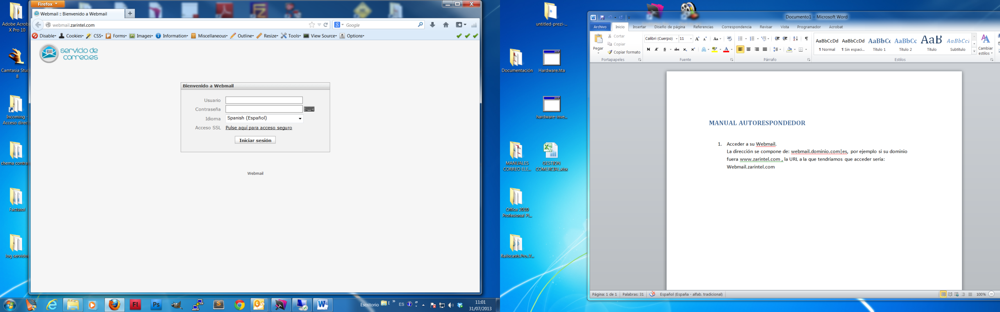 Adobe Acrob
X Pro 10
Camtasia Stud
8
Incoming -
Acceso direc
chema contra
Factusol
log servidor
Firefox
Webmail :: Bienvenido a Webmail
webmail.zarintel.com
Google
Disable Cookies CSS Forms Images Information Miscellaneous Outline Resize Tools View Source Options
servicio de
correo.es
Bienvenido a Webmail
Usuario
Contraseña
Idioma Spanish (Español)
Acceso SSL Pulse aquí para acceso seguro
Iniciar sesión
Webmail
Escritorio
ES
11:01
31/07/2013
untitled-prezi-...
Documentación
Hardware.hta
hardware-inve...
MANUALES
CORREO ELE...
GESTION
COMERCIAL.xlsx
Office 2010
Profesional Pl...
Railscasts.Pro..V...
Documento1 - Microsoft Word
Archivo Inicio Insertar Diseño de página Referencias Correspondencia Revisar Vista Programador Acrobat
Pegar
Cortar
Copiar
Copiar formato
Portapapeles
Calibri (Cuerpo) 11
Fuente
Párrafo
AaBbCcDd AaBbCcDd AaBbCc AaBbCc AaB AaBbCcI
¶ Normal ¶ Sin espaci... Título 1 Título 2 Título Subtítulo
Estilos
Cambiar
estilos
MANUAL AUTORESPONDEDOR
1. Acceder a su Webmail.
La dirección se compone de: webmail.dominio.com|es, por ejemplo si su dominio
fuera www.zarintel.com , la URL a la que tendríamos que acceder sería:
Webmail.zarintel.com
Página: 1 de 1 Palabras: 31 Español (España - alfab. tradicional) 100%